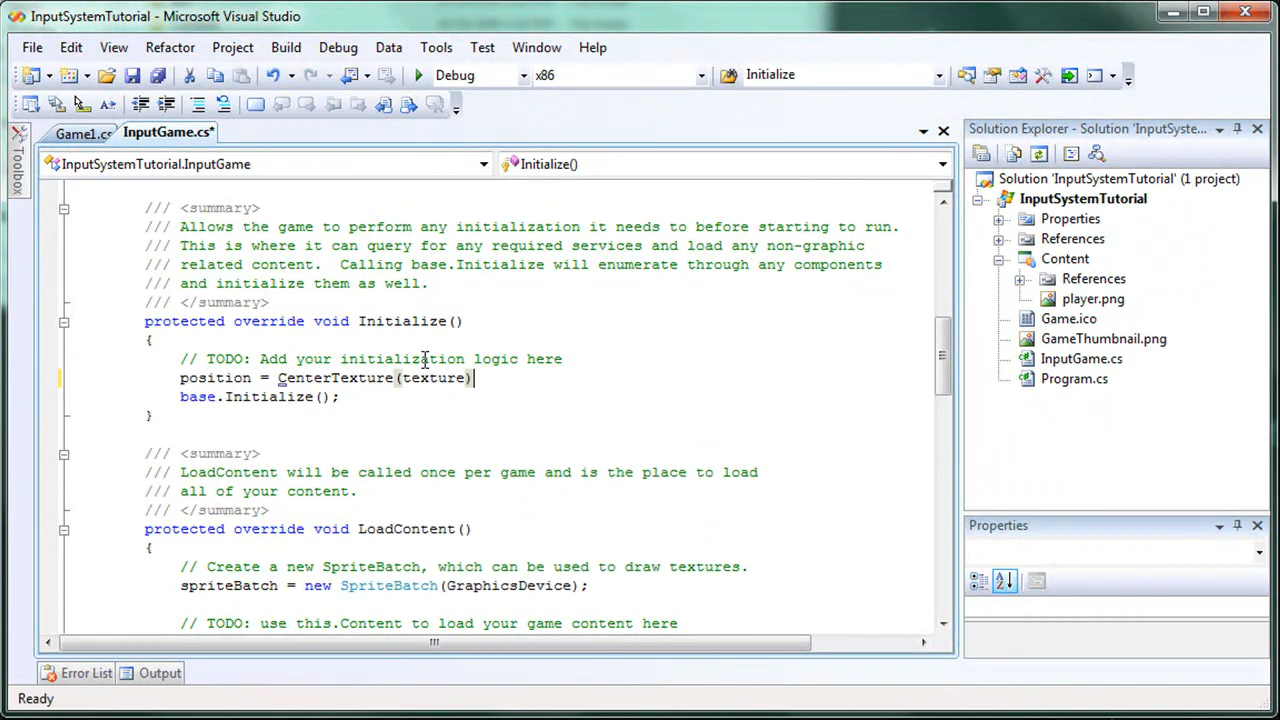 InputSystemTutorial - Microsoft Visual Studio
File Edit View Refactor Project Build Debug Data Tools Test Window Help
Debug x86 Initialize
Game1.cs InputGame.cs*
InputSystemTutorial.InputGame Initialize()
Toolbox
/// <summary>
/// Allows the game to perform any initialization it needs to before starting to run.
/// This is where it can query for any required services and load any non-graphic
/// related content.  Calling base.Initialize will enumerate through any components
/// and initialize them as well.
/// </summary>
protected override void Initialize()
{
// TODO: Add your initialization logic here
position = CenterTexture(texture)
base.Initialize();
}
/// <summary>
/// LoadContent will be called once per game and is the place to load
/// all of your content.
/// </summary>
protected override void LoadContent()
{
// Create a new SpriteBatch, which can be used to draw textures.
spriteBatch = new SpriteBatch(GraphicsDevice);
// TODO: use this.Content to load your game content here
Solution Explorer - Solution 'InputSyste...
Solution 'InputSystemTutorial' (1 project)
InputSystemTutorial
Properties
References
Content
References
player.png
Game.ico
GameThumbnail.png
InputGame.cs
Program.cs
Properties
Error List Output
Ready